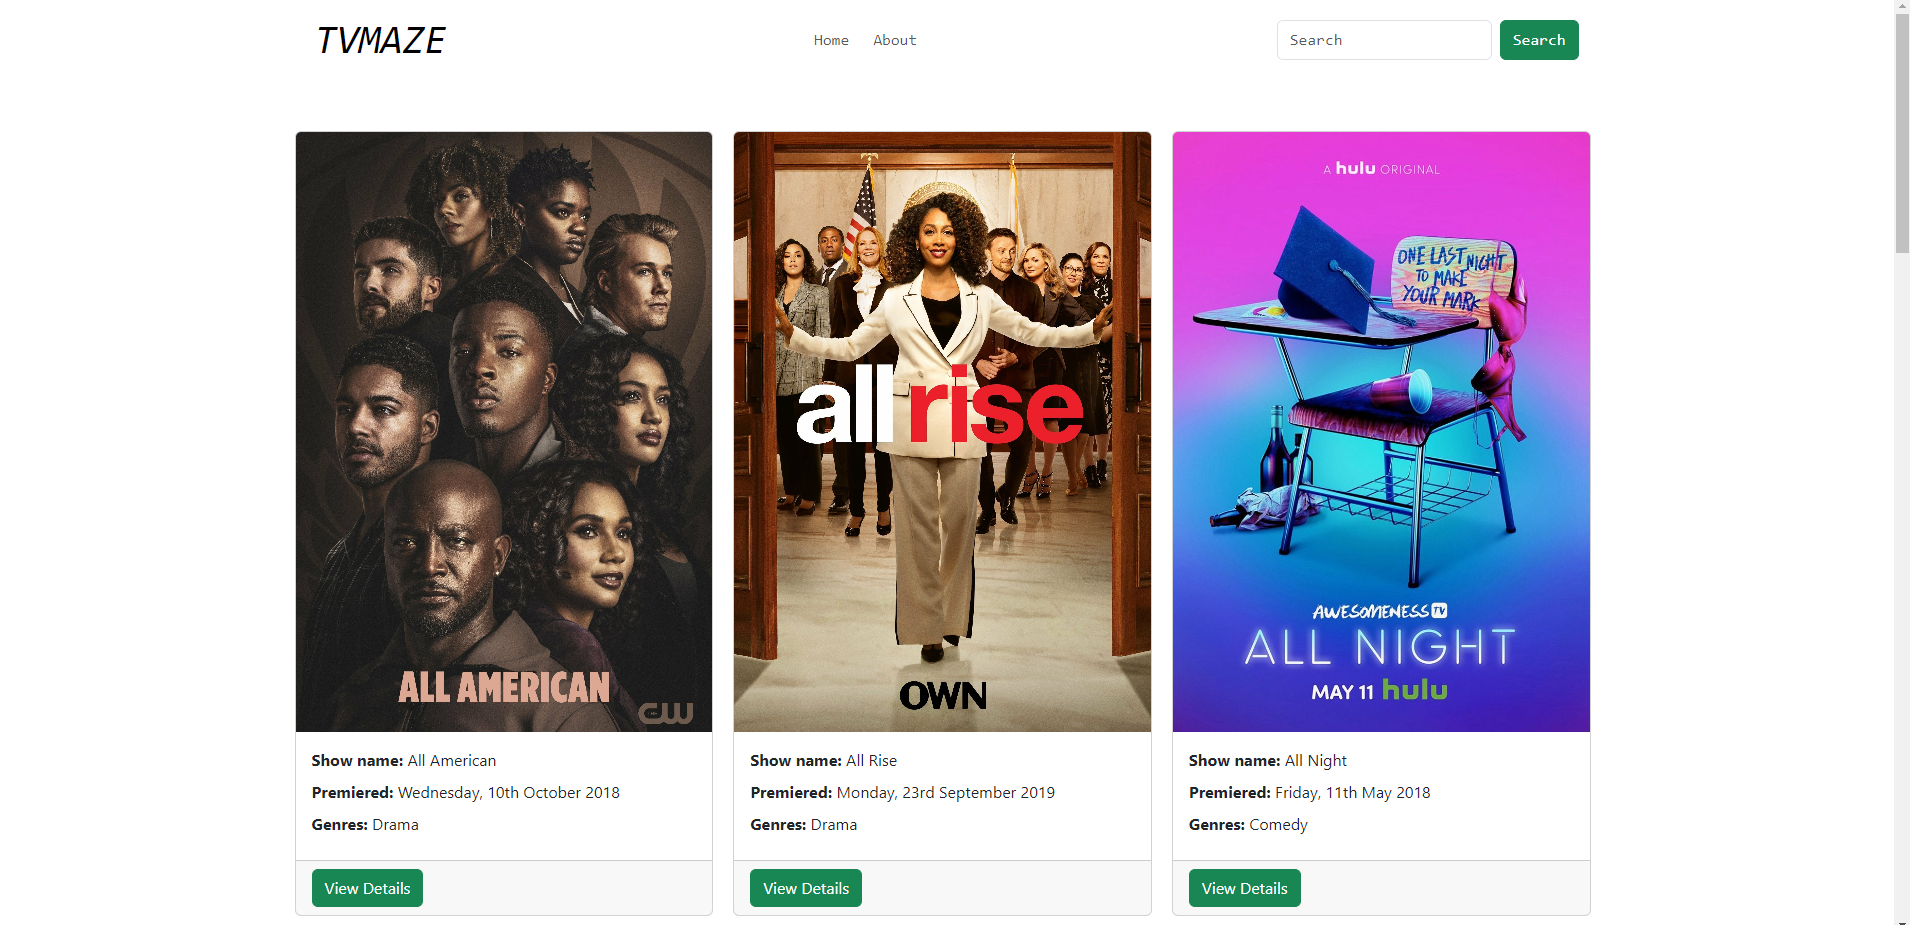 TVMAZE
Home About
Search Search
A hulu ORIGINAL
ONE LAST NIGHT
TO MAKE
YOUR MARK
all rise
AWESOMENESS TV
ALL NIGHT
MAY 11 hulu
ALL AMERICAN
CW
OWN
Show name: All American
Premiered: Wednesday, 10th October 2018
Genres: Drama
View Details
Show name: All Rise
Premiered: Monday, 23rd September 2019
Genres: Drama
View Details
Show name: All Night
Premiered: Friday, 11th May 2018
Genres: Comedy
View Details